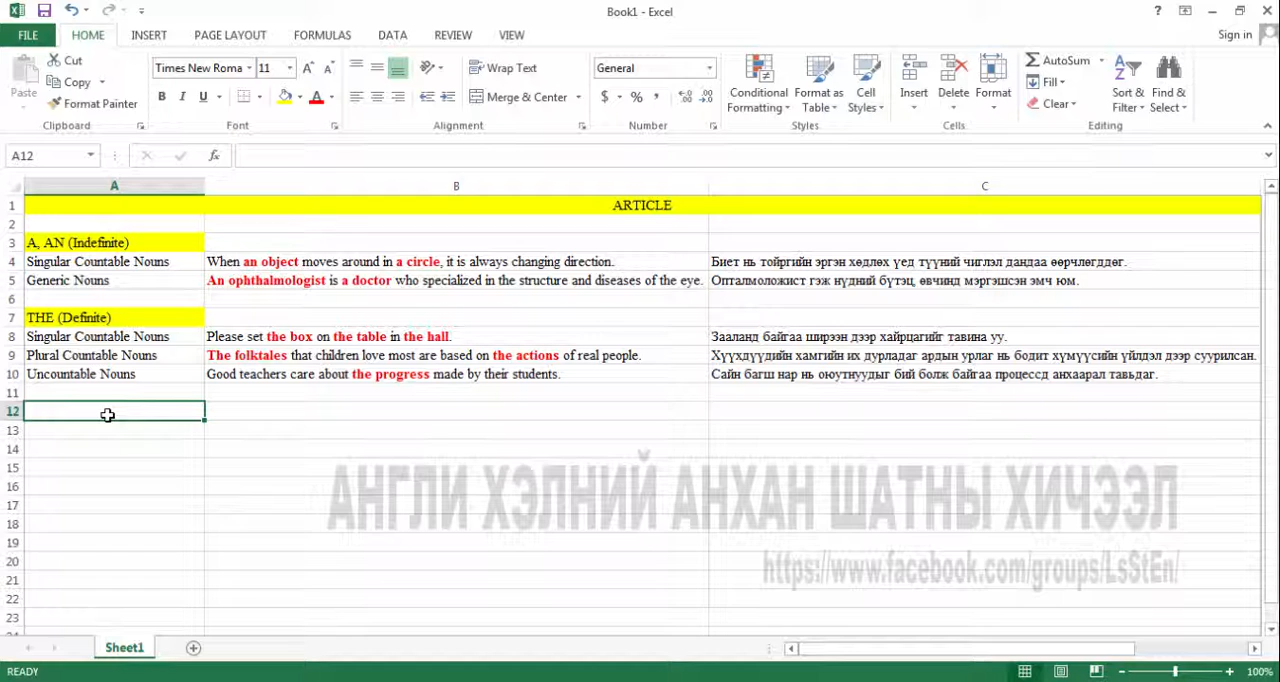 Book1 - Excel
FILE HOME INSERT PAGE LAYOUT FORMULAS DATA REVIEW VIEW Sign in
Cut
Copy
Format Painter
Paste
Clipboard
Times New Roma 11
B I U
Font
Wrap Text
Merge & Center
Alignment
General
$ % ,
Number
Conditional Formatting
Format as Table
Cell Styles
Styles
Insert
Delete
Format
Cells
AutoSum
Fill
Clear
Sort & Filter
Find & Select
Editing
A12 fx
A B C
1 ARTICLE
2
3 A, AN (Indefinite)
4 Singular Countable Nouns When an object moves around in a circle, it is always changing direction. Биет нь тойргийн эргэн хөдлөх үед түүний чиглэл дандаа өөрчлөгддөг.
5 Generic Nouns An ophthalmologist is a doctor who specialized in the structure and diseases of the eye. Опталмоложист гэж нүдний бүтэц, өвчинд мэргэшсэн эмч юм.
6
7 THE (Definite)
8 Singular Countable Nouns Please set the box on the table in the hall. Зааланд байгаа ширээн дээр хайрцагийг тавина уу.
9 Plural Countable Nouns The folktales that children love most are based on the actions of real people. Хүүхдүүдийн хамгийн их дурладаг ардын урлаг нь бодит хүмүүсийн үйлдэл дээр суурилсан.
10 Uncountable Nouns Good teachers care about the progress made by their students. Сайн багш нар нь оюутнуудыг бий болж байгаа процессд анхаарал тавьдаг.
11
12
13
14
15
16
17
18
19
20
21
22
23
АНГЛИ ХЭЛНИЙ АНХАН ШАТНЫ ХИЧЭЭЛ
https://www.facebook.com/groups/LsStEn/
Sheet1
READY 100%